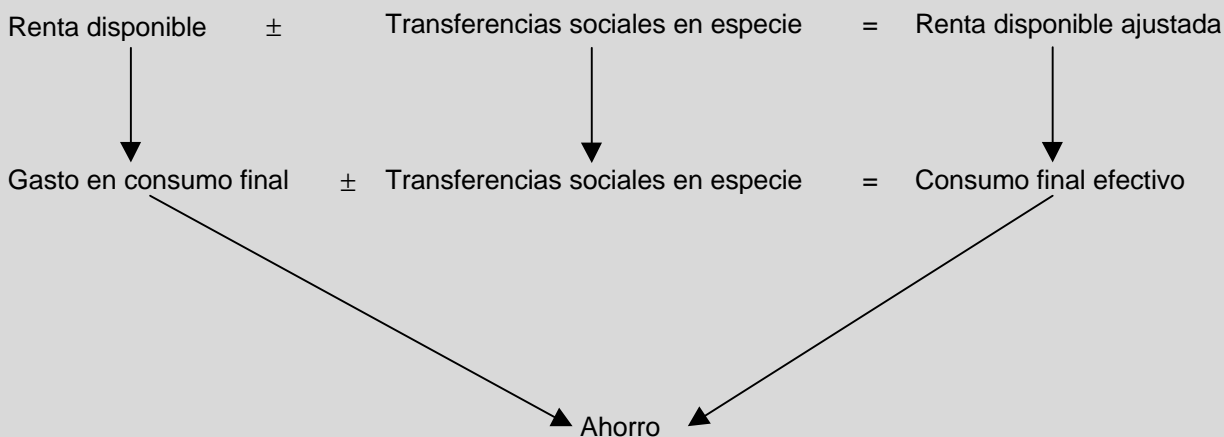 Renta disponible ± Transferencias sociales en especie = Renta disponible ajustada
Gasto en consumo final ± Transferencias sociales en especie = Consumo final efectivo
Ahorro